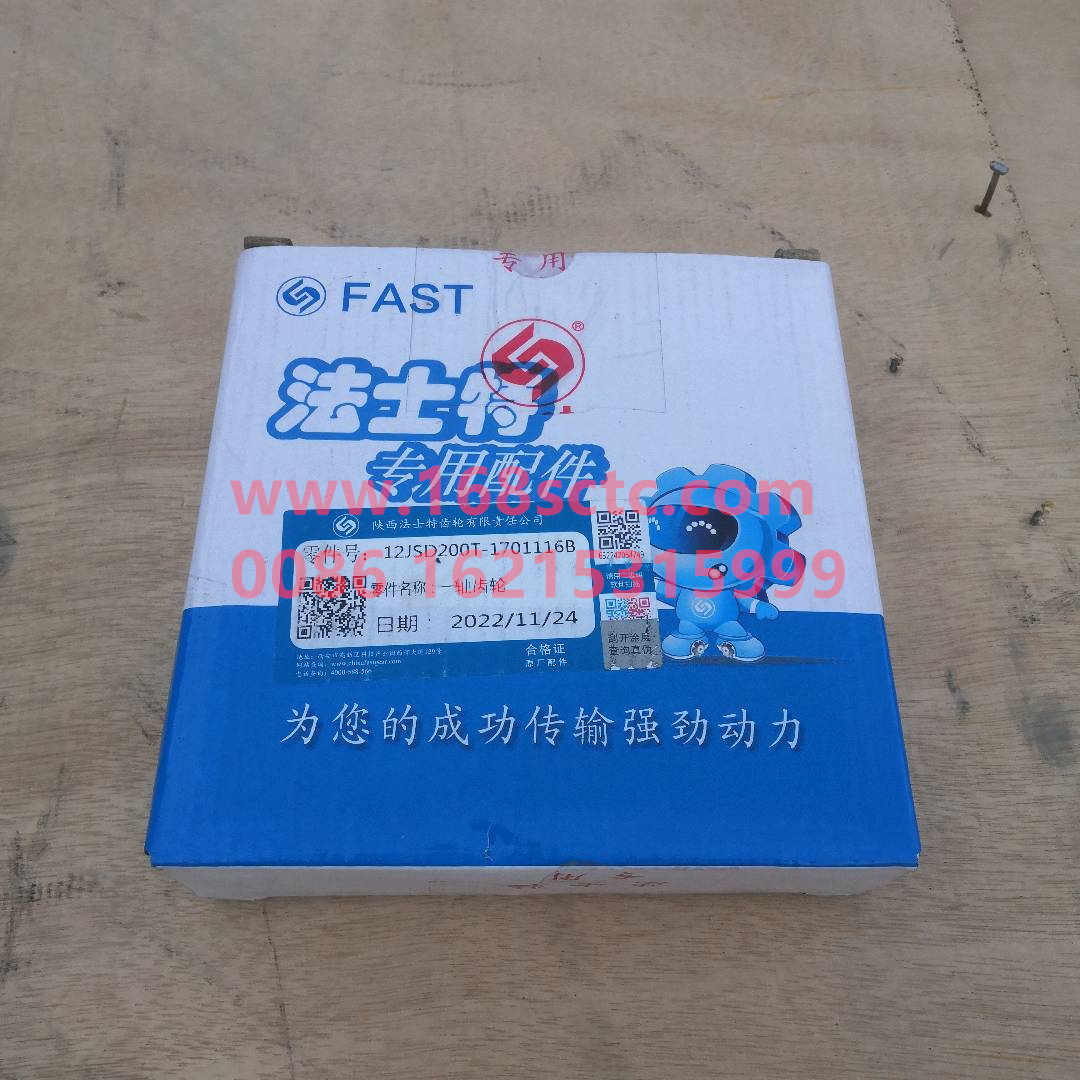 专用
FAST
®
法士特
专用配件
www.168sctc.com
陕西法士特齿轮有限责任公司
零件号: 12JSD200T-1701116B
0086 16215315999
零件名称: 一轴齿轮
日期: 2022/11/24
合格证
原厂配件
刮开涂层
查询真伪
为您的成功传输强劲动力